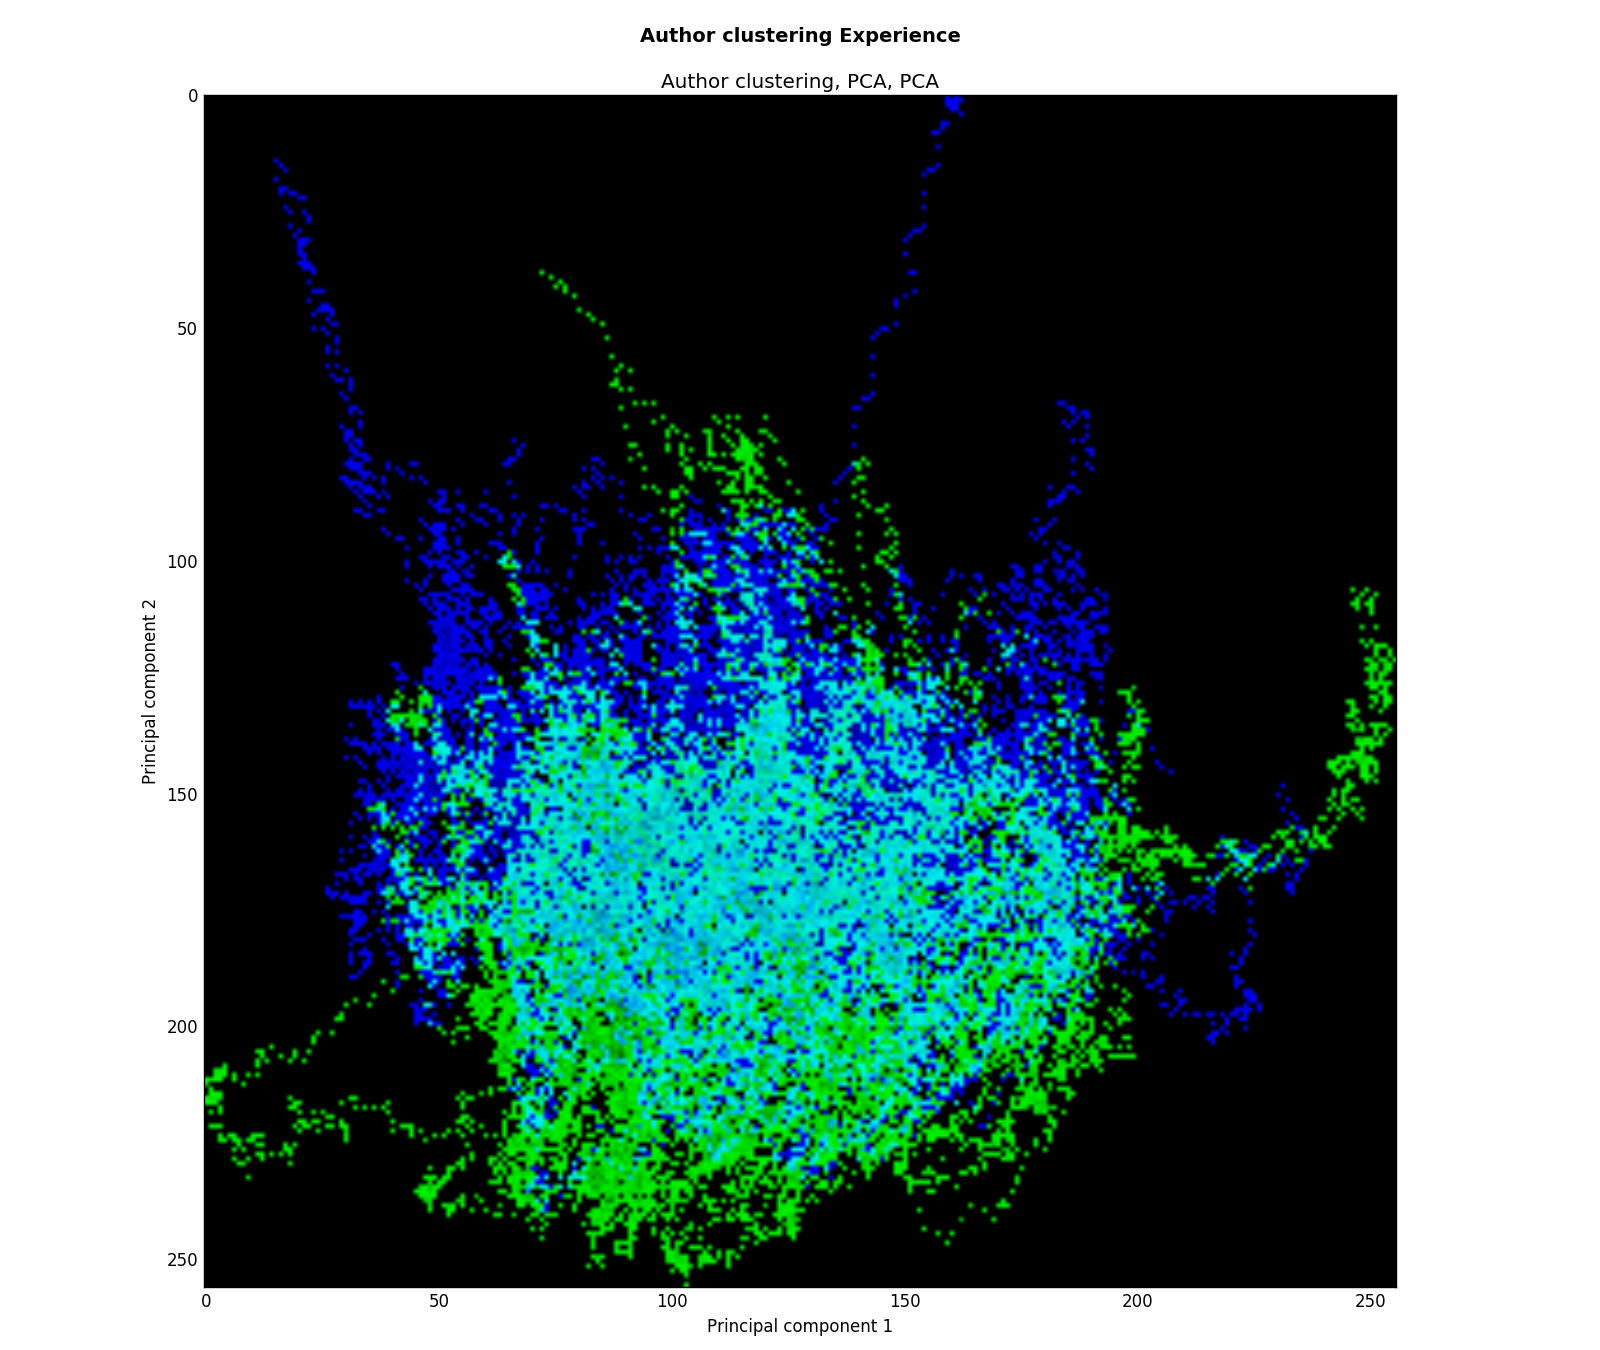 Author clustering Experience
Author clustering, PCA, PCA
0
50
100
150
200
250
Principal component 2
0 50 100 150 200 250
Principal component 1